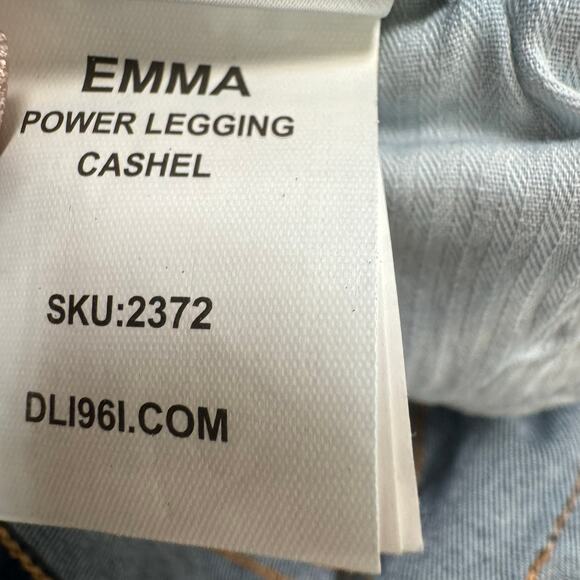 EMMA
POWER LEGGING
CASHEL
SKU:2372
DLI96I.COM